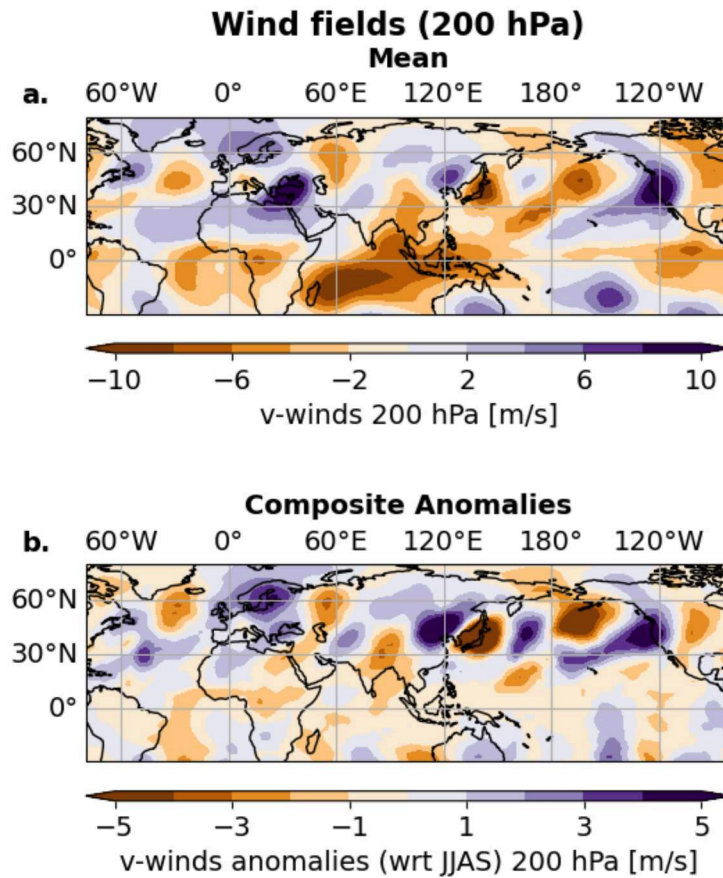 Wind fields (200 hPa)
Mean
a.
60°W 0° 60°E 120°E 180° 120°W
60°N
30°N
0°
−10 −6 −2 2 6 10
v-winds 200 hPa [m/s]
Composite Anomalies
b.
60°W 0° 60°E 120°E 180° 120°W
60°N
30°N
0°
−5 −3 −1 1 3 5
v-winds anomalies (wrt JJAS) 200 hPa [m/s]